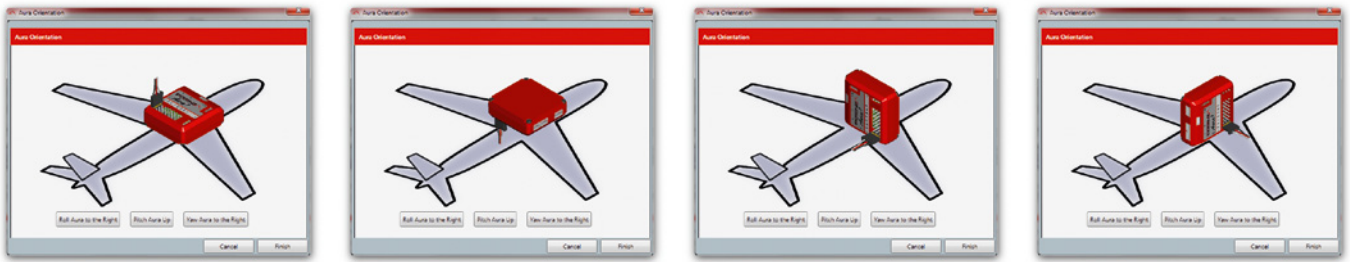 Aura Orientation
Aura Orientation
Roll Aura to the Right Pitch Aura Up Yaw Aura to the Right
Cancel Finish
Aura Orientation
Aura Orientation
Roll Aura to the Right Pitch Aura Up Yaw Aura to the Right
Cancel Finish
Aura Orientation
Aura Orientation
Roll Aura to the Right Pitch Aura Up Yaw Aura to the Right
Cancel Finish
Aura Orientation
Aura Orientation
Roll Aura to the Right Pitch Aura Up Yaw Aura to the Right
Cancel Finish